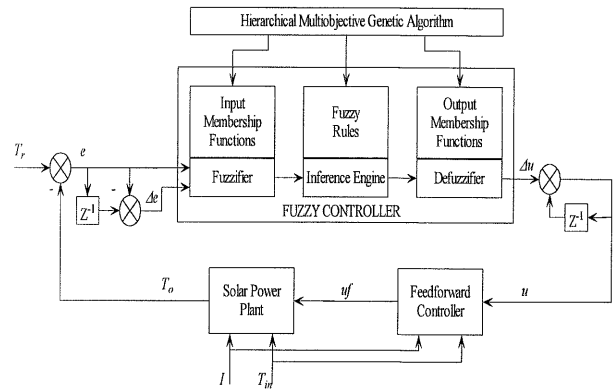 Hierarchical Multiobjective Genetic Algorithm
Input
Membership
Functions
Fuzzy
Rules
Output
Membership
Functions
Tr
e
Δu
-
-
Fuzzifier
Inference Engine
Defuzzifier
Z-1
Δe
FUZZY CONTROLLER
Z-1
To
Solar Power
Plant
uf
Feedforward
Controller
u
I
Tin